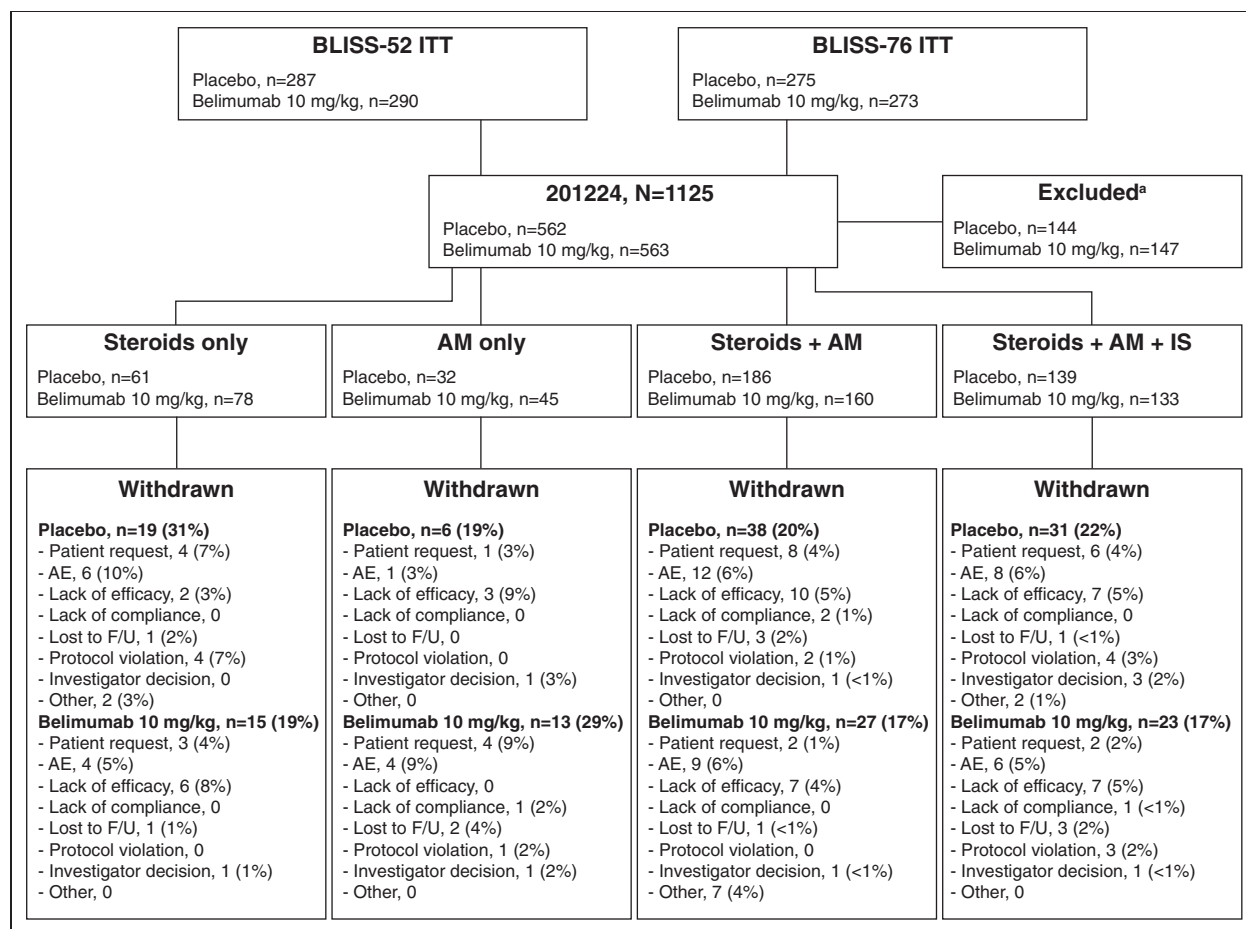 BLISS-52 ITT
Placebo, n=287
Belimumab 10 mg/kg, n=290
BLISS-76 ITT
Placebo, n=275
Belimumab 10 mg/kg, n=273
201224, N=1125
Placebo, n=562
Belimumab 10 mg/kg, n=563
Excludedᵃ
Placebo, n=144
Belimumab 10 mg/kg, n=147
Steroids only
Placebo, n=61
Belimumab 10 mg/kg, n=78
AM only
Placebo, n=32
Belimumab 10 mg/kg, n=45
Steroids + AM
Placebo, n=186
Belimumab 10 mg/kg, n=160
Steroids + AM + IS
Placebo, n=139
Belimumab 10 mg/kg, n=133
Withdrawn
Placebo, n=19 (31%)
- Patient request, 4 (7%)
- AE, 6 (10%)
- Lack of efficacy, 2 (3%)
- Lack of compliance, 0
- Lost to F/U, 1 (2%)
- Protocol violation, 4 (7%)
- Investigator decision, 0
- Other, 2 (3%)
Belimumab 10 mg/kg, n=15 (19%)
- Patient request, 3 (4%)
- AE, 4 (5%)
- Lack of efficacy, 6 (8%)
- Lack of compliance, 0
- Lost to F/U, 1 (1%)
- Protocol violation, 0
- Investigator decision, 1 (1%)
- Other, 0
Withdrawn
Placebo, n=6 (19%)
- Patient request, 1 (3%)
- AE, 1 (3%)
- Lack of efficacy, 3 (9%)
- Lack of compliance, 0
- Lost to F/U, 0
- Protocol violation, 0
- Investigator decision, 1 (3%)
- Other, 0
Belimumab 10 mg/kg, n=13 (29%)
- Patient request, 4 (9%)
- AE, 4 (9%)
- Lack of efficacy, 0
- Lack of compliance, 1 (2%)
- Lost to F/U, 2 (4%)
- Protocol violation, 1 (2%)
- Investigator decision, 1 (2%)
- Other, 0
Withdrawn
Placebo, n=38 (20%)
- Patient request, 8 (4%)
- AE, 12 (6%)
- Lack of efficacy, 10 (5%)
- Lack of compliance, 2 (1%)
- Lost to F/U, 3 (2%)
- Protocol violation, 2 (1%)
- Investigator decision, 1 (<1%)
- Other, 0
Belimumab 10 mg/kg, n=27 (17%)
- Patient request, 2 (1%)
- AE, 9 (6%)
- Lack of efficacy, 7 (4%)
- Lack of compliance, 0
- Lost to F/U, 1 (<1%)
- Protocol violation, 0
- Investigator decision, 1 (<1%)
- Other, 7 (4%)
Withdrawn
Placebo, n=31 (22%)
- Patient request, 6 (4%)
- AE, 8 (6%)
- Lack of efficacy, 7 (5%)
- Lack of compliance, 0
- Lost to F/U, 1 (<1%)
- Protocol violation, 4 (3%)
- Investigator decision, 3 (2%)
- Other, 2 (1%)
Belimumab 10 mg/kg, n=23 (17%)
- Patient request, 2 (2%)
- AE, 6 (5%)
- Lack of efficacy, 7 (5%)
- Lack of compliance, 1 (<1%)
- Lost to F/U, 3 (2%)
- Protocol violation, 3 (2%)
- Investigator decision, 1 (<1%)
- Other, 0